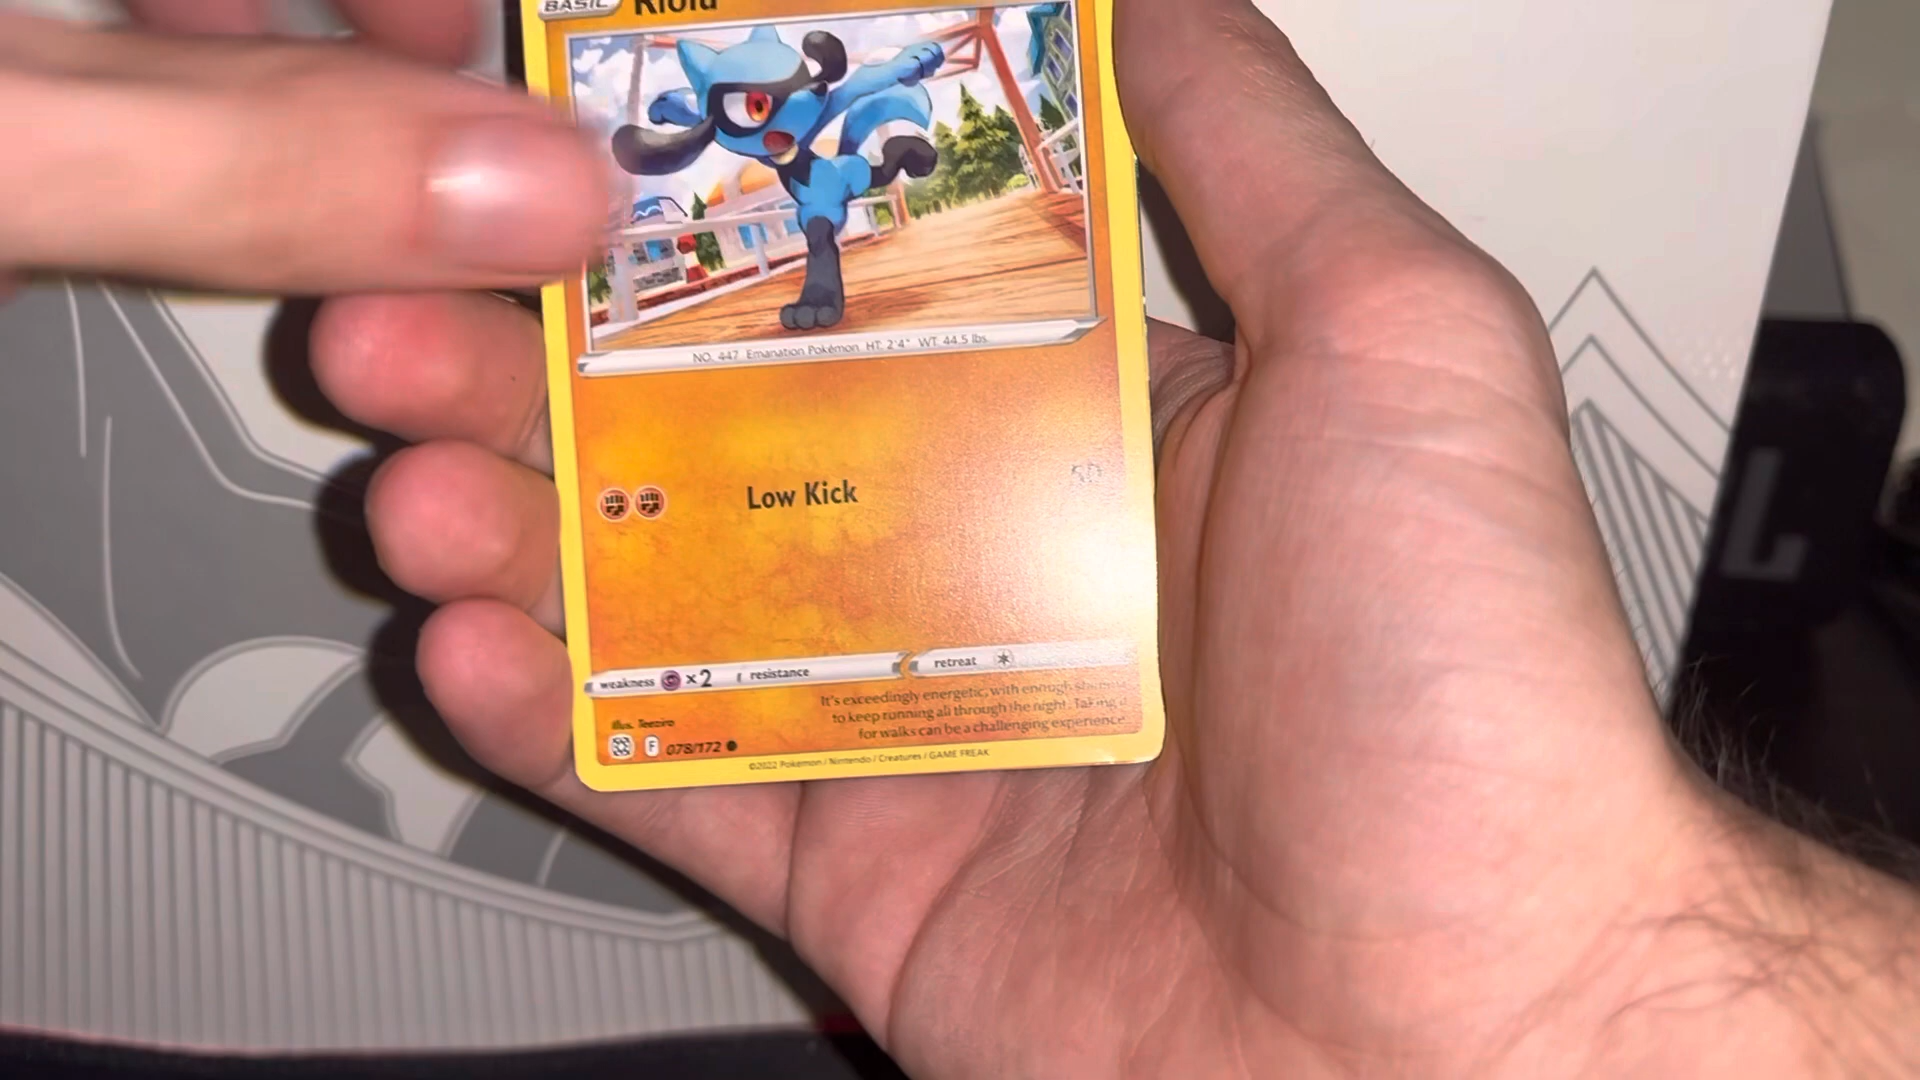 BASIC Riolu
NO. 447 Emanation Pokémon HT: 2'4" WT: 44.5 lbs.
Low Kick 50
weakness ×2 resistance retreat
It's exceedingly energetic, with enough
to keep running all through the night. Taking it
for walks can be a challenging experience.
Illus. Teeziro
F 078/172
©2022 Pokémon / Nintendo / Creatures / GAME FREAK
L